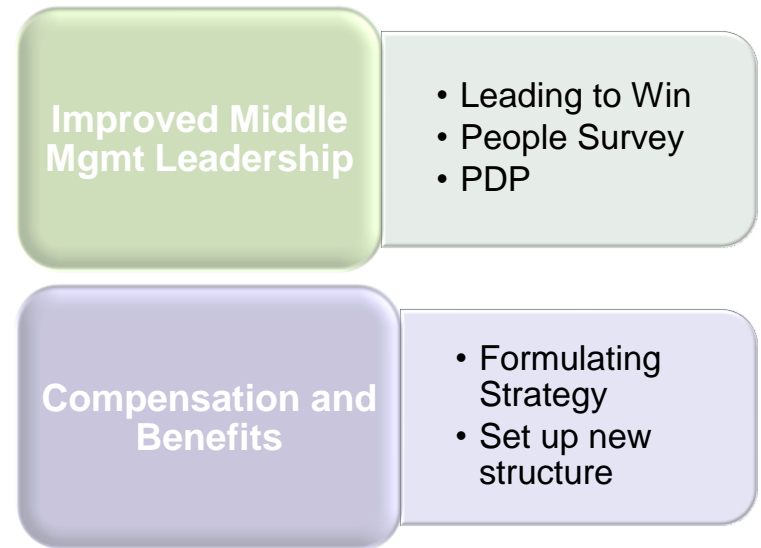 Improved Middle
Mgmt Leadership
• Leading to Win
• People Survey
• PDP
Compensation and
Benefits
• Formulating
Strategy
• Set up new
structure